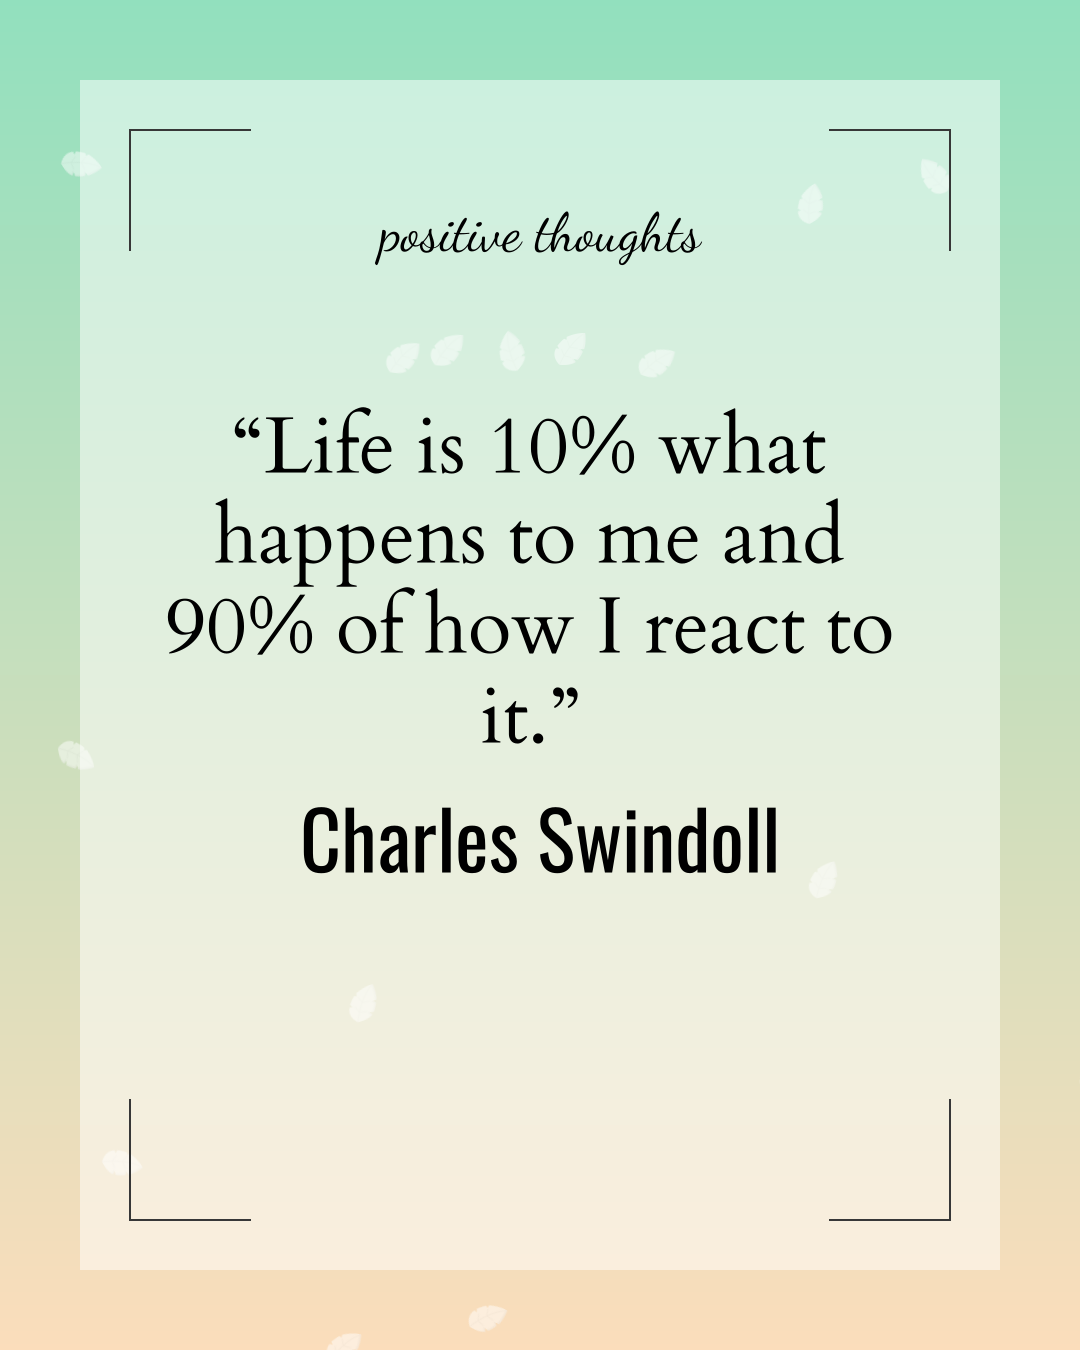 positive thoughts
“Life is 10% what
happens to me and
90% of how I react to
it.”
Charles Swindoll